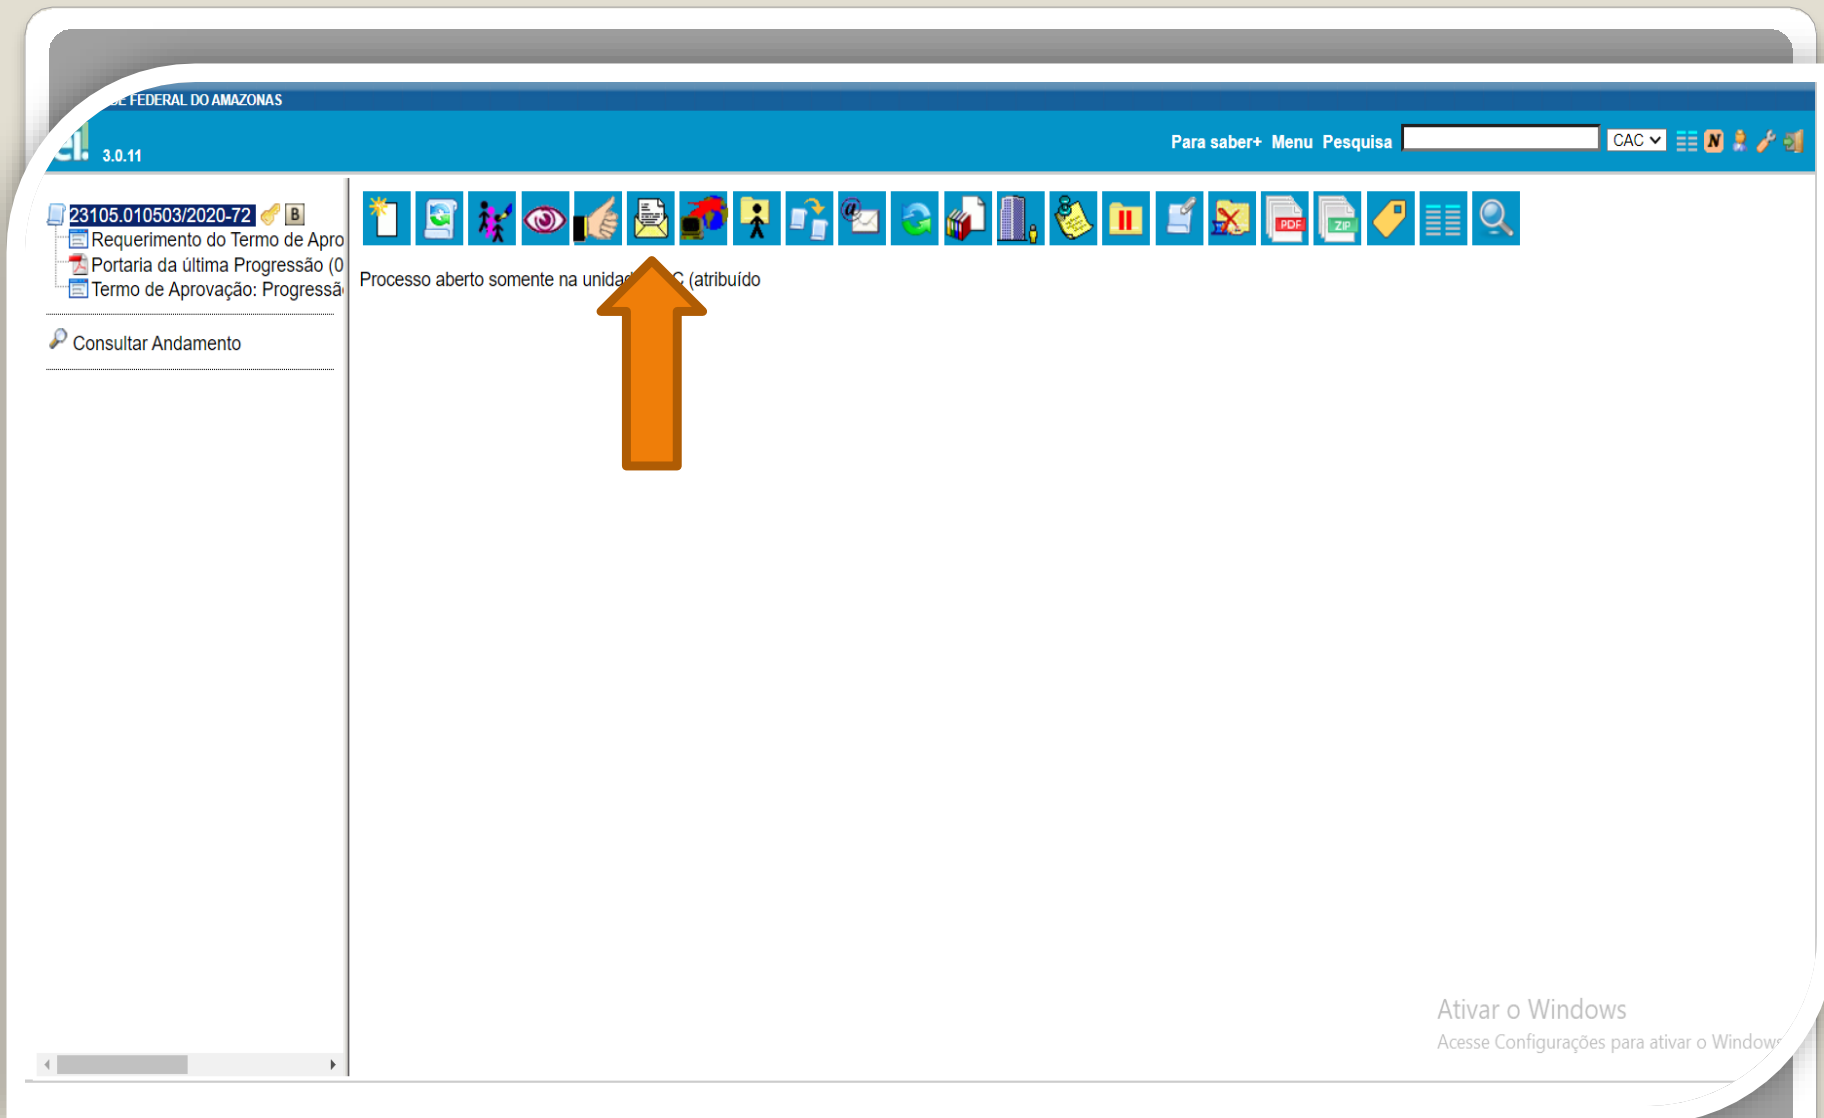 FEDERAL DO AMAZONAS
ei.
3.0.11
Para saber+ Menu Pesquisa
CAC
N
23105.010503/2020-72
B
Requerimento do Termo de Apro
Portaria da última Progressão (0
Termo de Aprovação: Progressã
Consultar Andamento
@
PDF
ZIP
Processo aberto somente na (atribuído
Ativar o Windows
Acesse Configurações para ativar o Windows